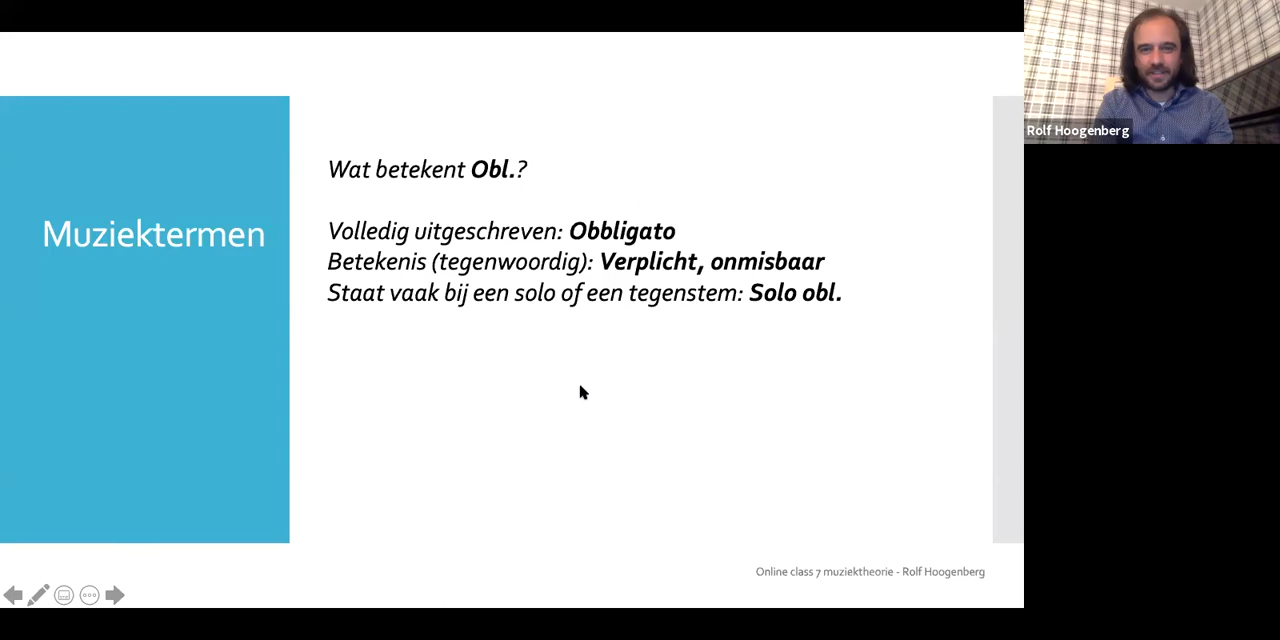 Rolf Hoogenberg
Muziektermen
Wat betekent Obl.?
Volledig uitgeschreven: Obbligato
Betekenis (tegenwoordig): Verplicht, onmisbaar
Staat vaak bij een solo of een tegenstem: Solo obl.
Online class 7 muziektheorie - Rolf Hoogenberg